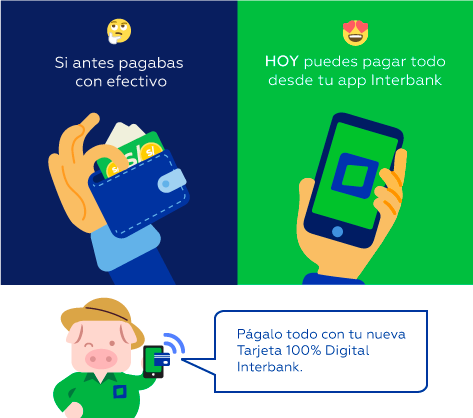 Si antes pagabas
con efectivo
HOY puedes pagar todo
desde tu app Interbank
S/
S/
S/
Págalo todo con tu nueva
Tarjeta 100% Digital
Interbank.